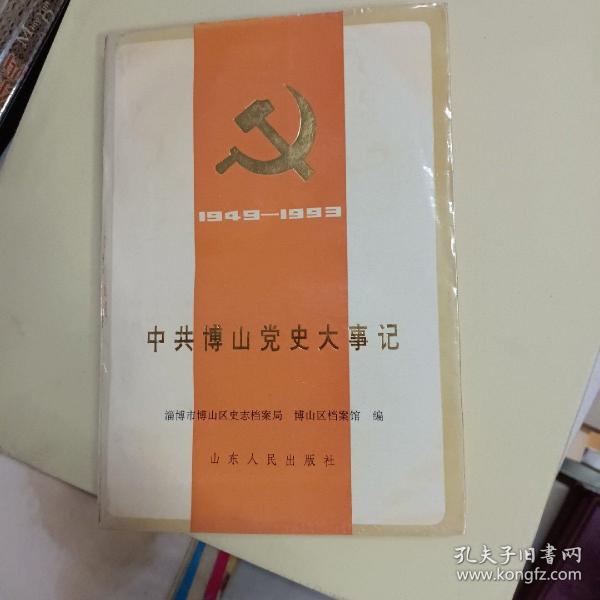 1949—1993
中共博山党史大事记
淄博市博山区史志档案局 博山区档案馆 编
山东人民出版社
孔夫子旧书网
www.kongfz.com